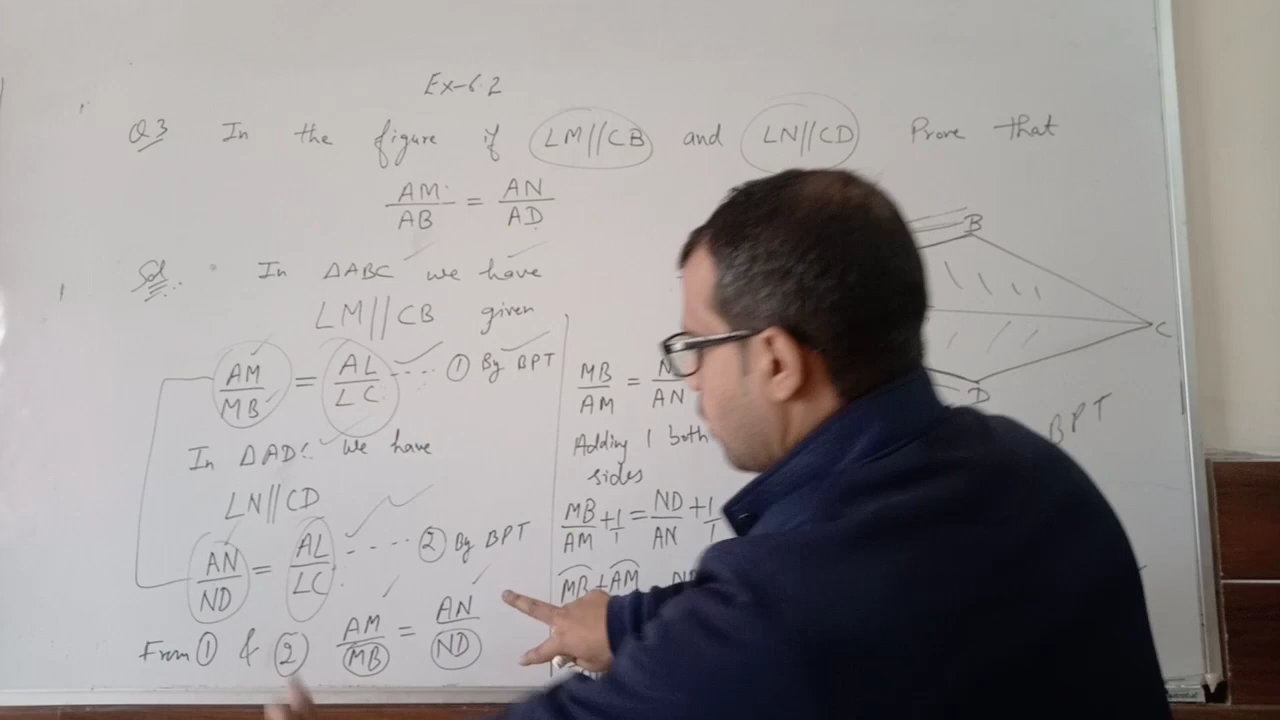 Ex-6.2
Q3 In the figure if LM//CB and LN//CD Prove that
AM/AB = AN/AD
Sol. In ΔABC we have
LM//CB given
AM/MB = AL/LC .... ① By BPT
In ΔADC we have
LN//CD
AN/ND = AL/LC ---- ② By BPT
From ① & ② AM/MB = AN/ND
MB/AM = N /AN
Adding 1 both
sides
MB/AM + 1/1 = ND/AN + 1/1
MB + AM
B
C
D
BPT